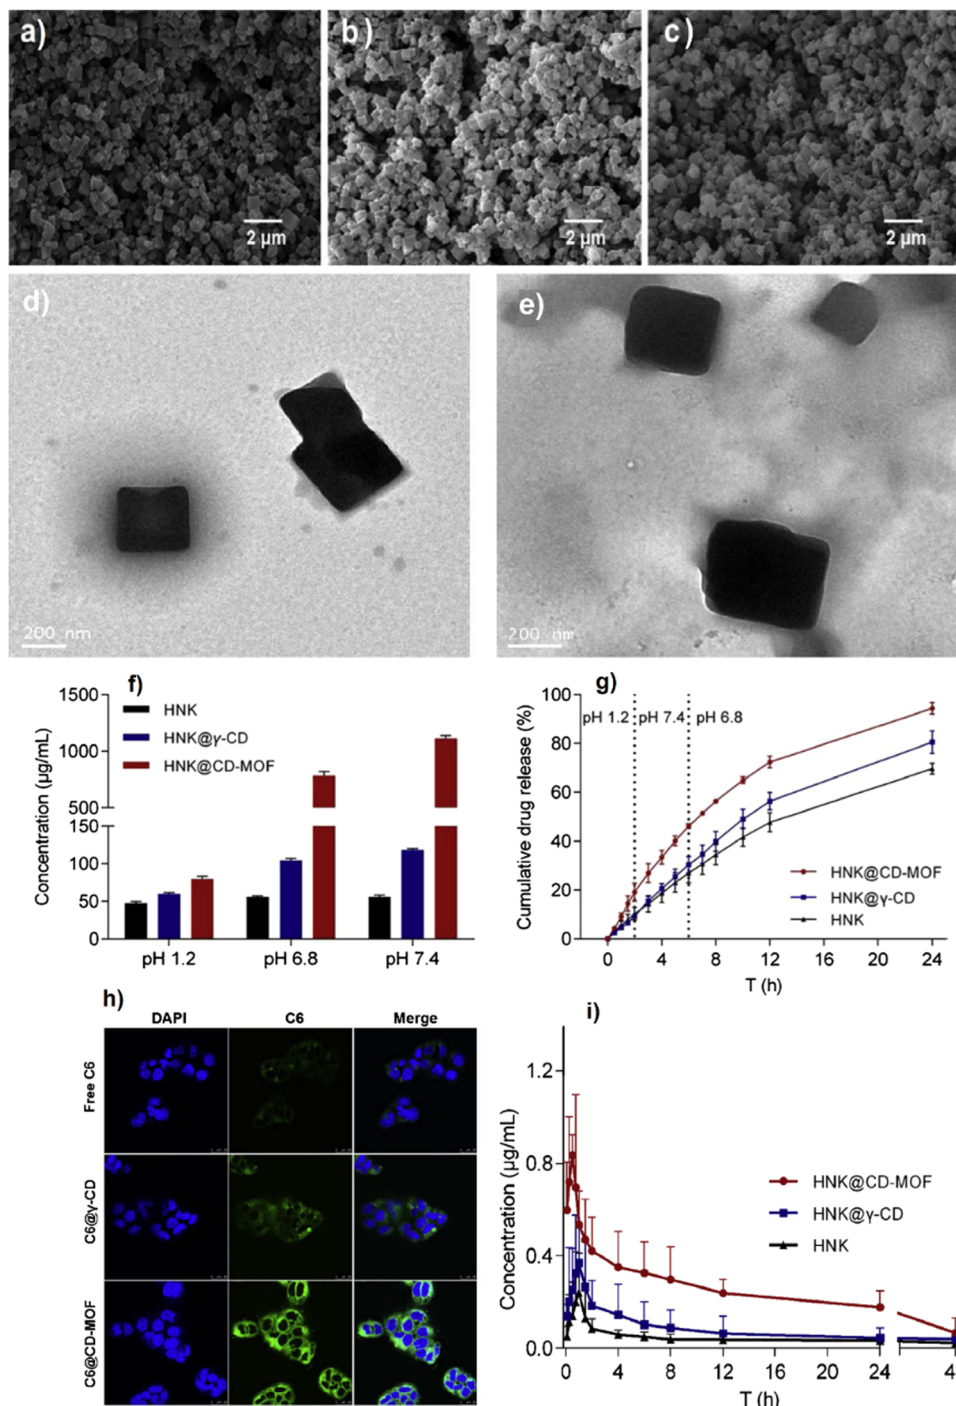 a)
b)
c)
2 μm
2 μm
2 μm
d)
e)
200 nm
200 nm
f)
1500
1000
500
150
100
50
0
Concentration (μg/mL)
HNK
HNK@γ-CD
HNK@CD-MOF
pH 1.2
pH 6.8
pH 7.4
g)
100
80
60
40
20
0
Cumulative drug release (%)
pH 1.2
pH 7.4
pH 6.8
HNK@CD-MOF
HNK@γ-CD
HNK
0
4
8
12
16
20
24
T (h)
h)
DAPI
C6
Merge
Free C6
C6@γ-CD
C6@CD-MOF
i)
1.2
0.8
0.4
0.0
Concentration (μg/mL)
HNK@CD-MOF
HNK@γ-CD
HNK
0
4
8
12
16
20
24
T (h)